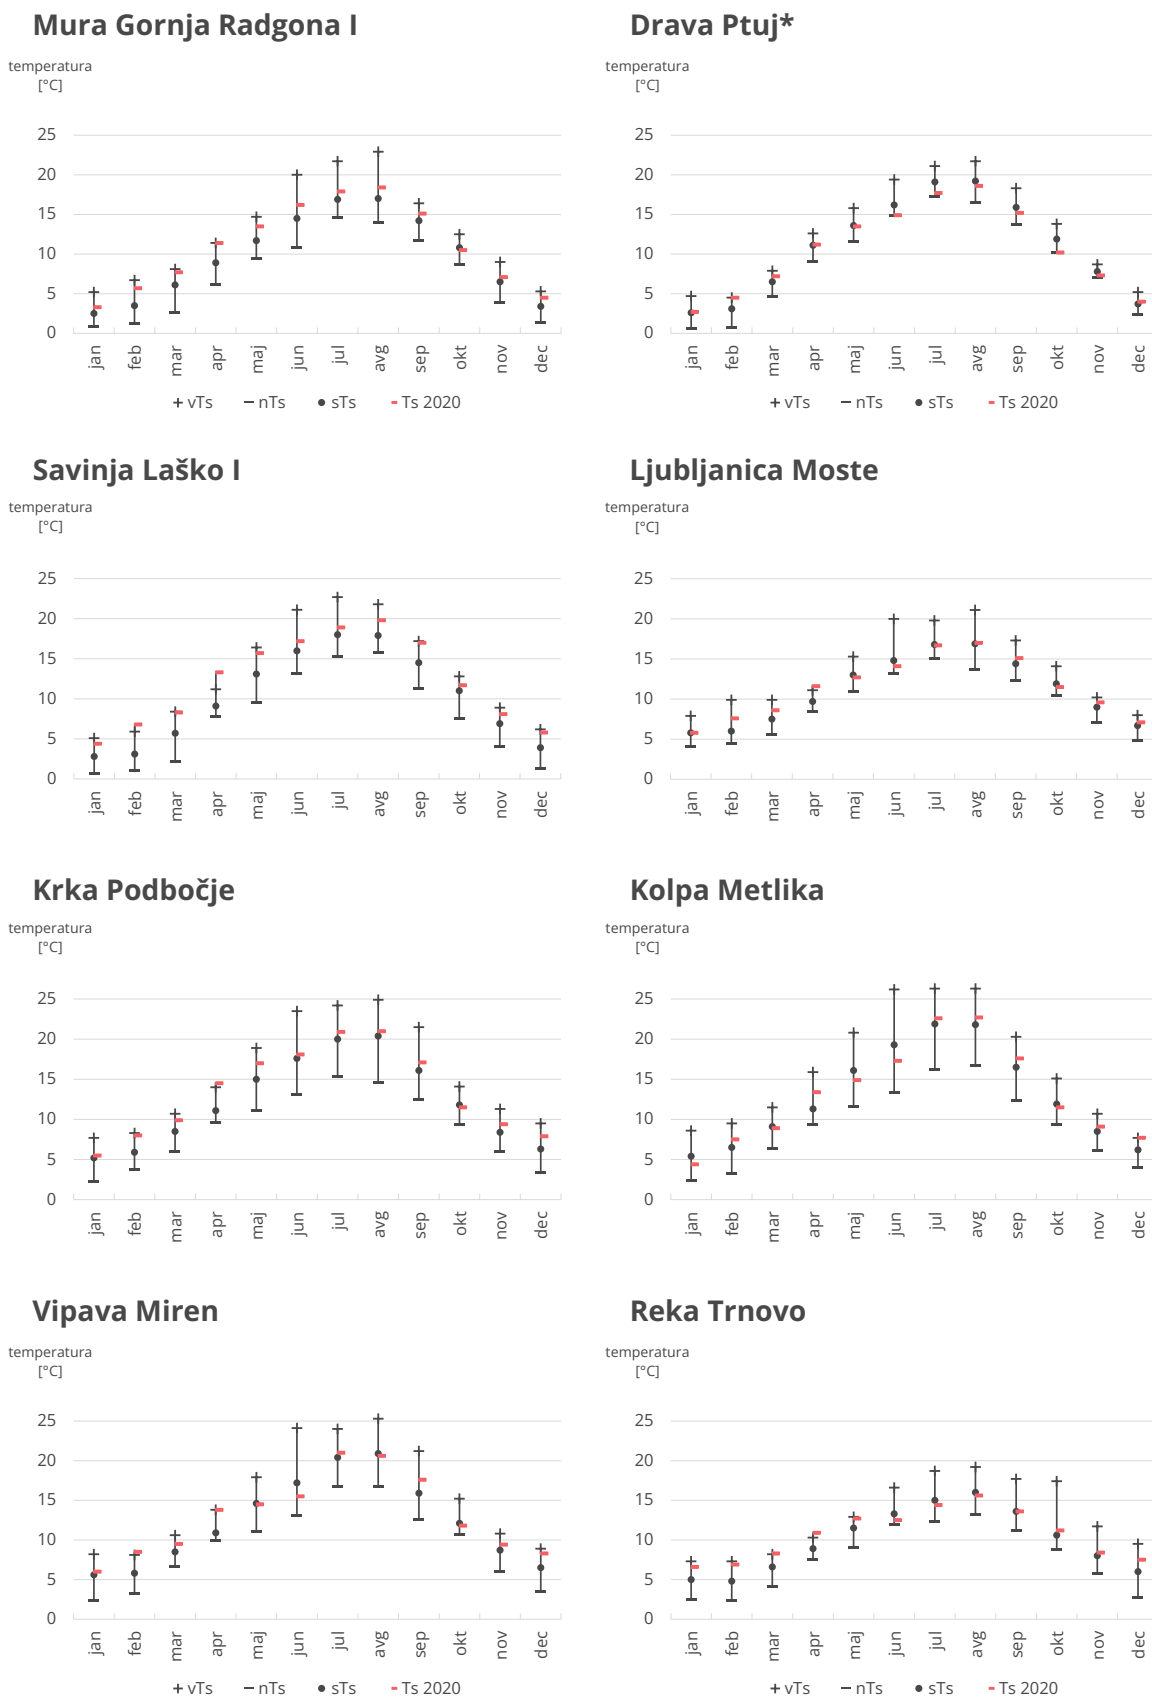 Mura Gornja Radgona I
temperatura
[°C]
25
20
15
10
5
0
jan feb mar apr maj jun jul avg sep okt nov dec
vTs nTs sTs Ts 2020
Drava Ptuj*
temperatura
[°C]
25
20
15
10
5
0
jan feb mar apr maj jun jul avg sep okt nov dec
vTs nTs sTs Ts 2020
Savinja Laško I
temperatura
[°C]
25
20
15
10
5
0
jan feb mar apr maj jun jul avg sep okt nov dec
Ljubljanica Moste
temperatura
[°C]
25
20
15
10
5
0
jan feb mar apr maj jun jul avg sep okt nov dec
Krka Podbočje
temperatura
[°C]
25
20
15
10
5
0
jan feb mar apr maj jun jul avg sep okt nov dec
Kolpa Metlika
temperatura
[°C]
25
20
15
10
5
0
jan feb mar apr maj jun jul avg sep okt nov dec
Vipava Miren
temperatura
[°C]
25
20
15
10
5
0
jan feb mar apr maj jun jul avg sep okt nov dec
vTs nTs sTs Ts 2020
Reka Trnovo
temperatura
[°C]
25
20
15
10
5
0
jan feb mar apr maj jun jul avg sep okt nov dec
vTs nTs sTs Ts 2020